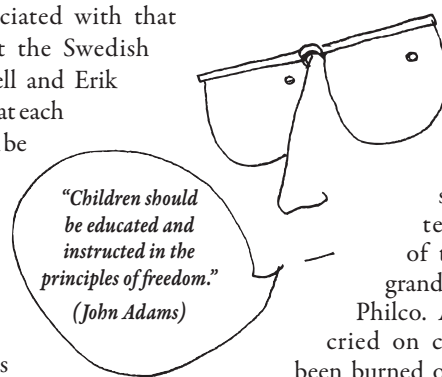 ciated with that
the Swedish
ell and Erik
at each
be
“Children should
be educated and
instructed in the
principles of freedom.”
(John Adams)
of t
grand
Philco. A
cried on c
been burned o